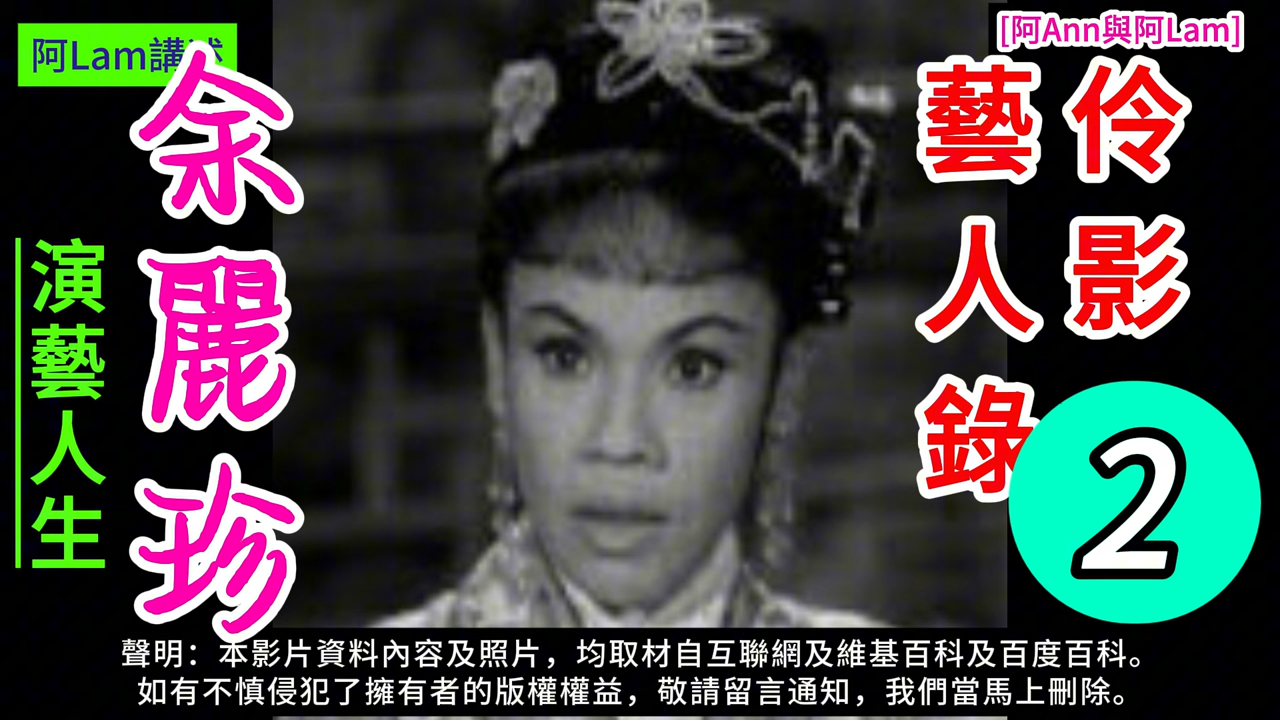 阿Lam講述
余麗珍
演藝人生
[阿Ann與阿Lam]
伶影
藝人錄
2
聲明：本影片資料內容及照片，均取材自互聯網及維基百科及百度百科。
如有不慎侵犯了擁有者的版權權益，敬請留言通知，我們當馬上刪除。